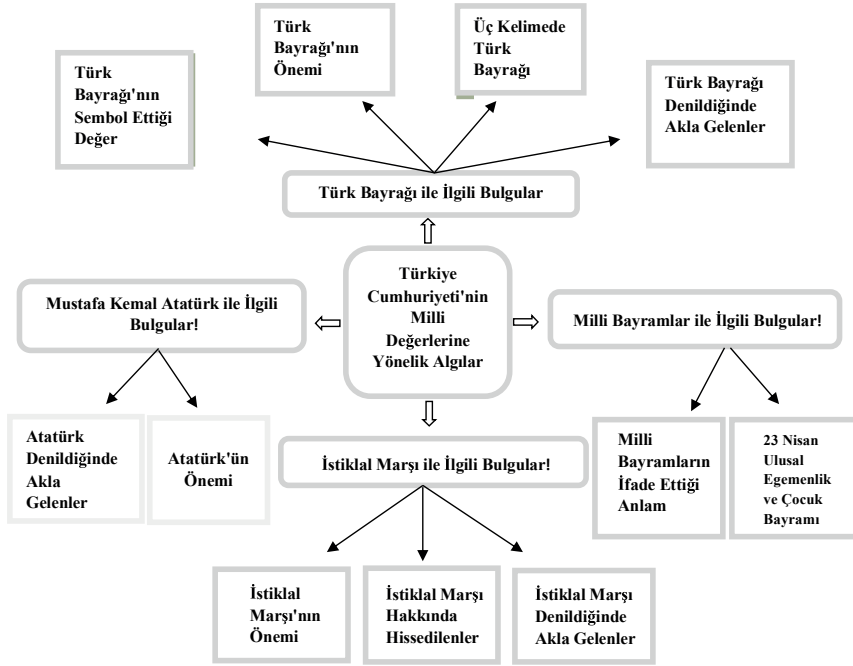 Türk
Bayrağı'nın
Sembol Ettiği
Değer
Türk
Bayrağı'nın
Önemi
Üç Kelimede
Türk
Bayrağı
Türk Bayrağı
Denildiğinde
Akla Gelenler
Türk Bayrağı ile İlgili Bulgular
Türkiye
Cumhuriyeti'nin
Milli
Değerlerine
Yönelik Algılar
Mustafa Kemal Atatürk ile İlgili
Bulgular!
Milli Bayramlar ile İlgili Bulgular!
Atatürk
Denildiğinde
Akla
Gelenler
Atatürk'ün
Önemi
İstiklal Marşı ile İlgili Bulgular!
Milli
Bayramların
İfade Ettiği
Anlam
23 Nisan
Ulusal
Egemenlik
ve Çocuk
Bayramı
İstiklal
Marşı'nın
Önemi
İstiklal Marşı
Hakkında
Hissedilenler
İstiklal Marşı
Denildiğinde
Akla Gelenler